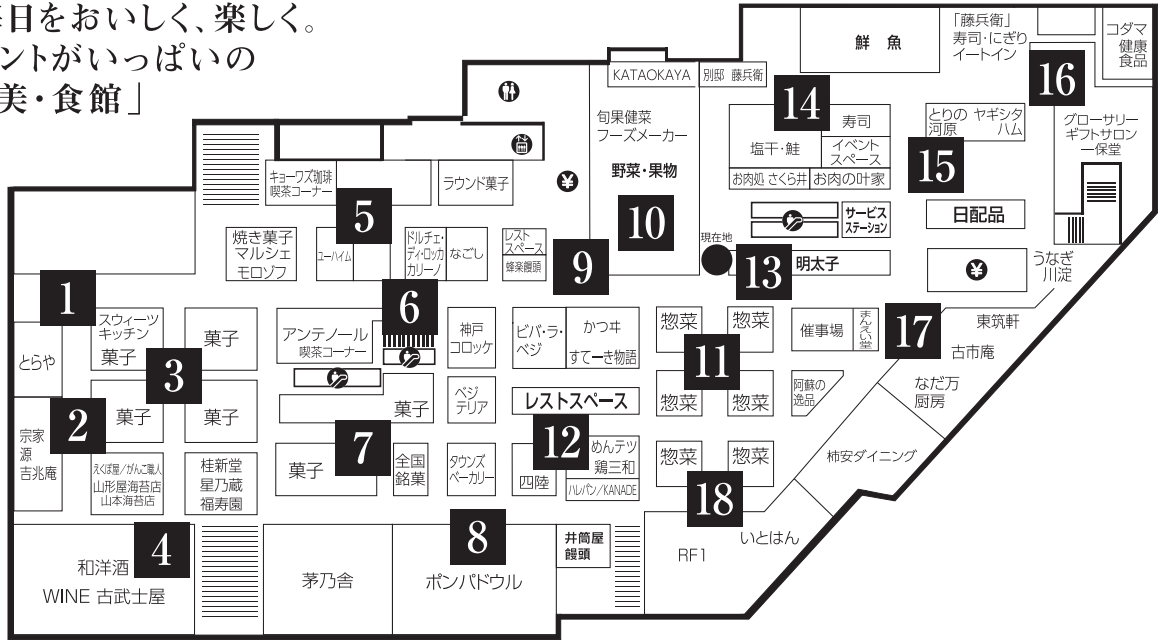 毎日をおいしく、楽しく。
ントがいっぱいの
美・食館」
KATAOKAYA
別邸 藤兵衛
鮮魚
「藤兵衛」
寿司・にぎり
イートイン
コダマ
健康
食品
16
14
旬果健菜
フーズメーカー
野菜・果物
10
寿司
塩干・鮭
イベント
スペース
お肉処 さくら井
お肉の叶家
とりの
河原
ヤギシタ
ハム
15
グローサリー
ギフトサロン
一保堂
キョーワズ珈琲
喫茶コーナー
5
ラウンド菓子
¥
サービス
ステーション
日配品
焼き菓子
マルシェ
モロゾフ
ユーハイム
ドルチェ・
ディ・ロッカ
カリーノ
なごし
レスト
スペース
蜂楽饅頭
9
現在地
13
明太子
¥
うなぎ
川淀
1
とらや
スウィーツ
キッチン
菓子
菓子
3
菓子
菓子
アンテノール
喫茶コーナー
6
神戸
コロッケ
ビバ・ラ・
ベジ
かつ井
すてーき物語
惣菜
惣菜
11
惣菜
惣菜
催事場
まんえい堂
17
東筑軒
古市庵
なだ万
厨房
2
宗家
源
吉兆庵
菓子
ベジ
テリア
レストスペース
阿蘇の
逸品
えくぼ屋/がんこ職人
山形屋海苔店
山本海苔店
桂新堂
星乃蔵
福寿園
菓子
7
全国
銘菓
タウンズ
ベーカリー
四陸
12
めんテツ
鶏三和
ハレパン/KANADE
惣菜
惣菜
18
柿安ダイニング
4
和洋酒
WINE 古武士屋
茅乃舎
8
ポンパドウル
井筒屋
饅頭
RF1
いとはん